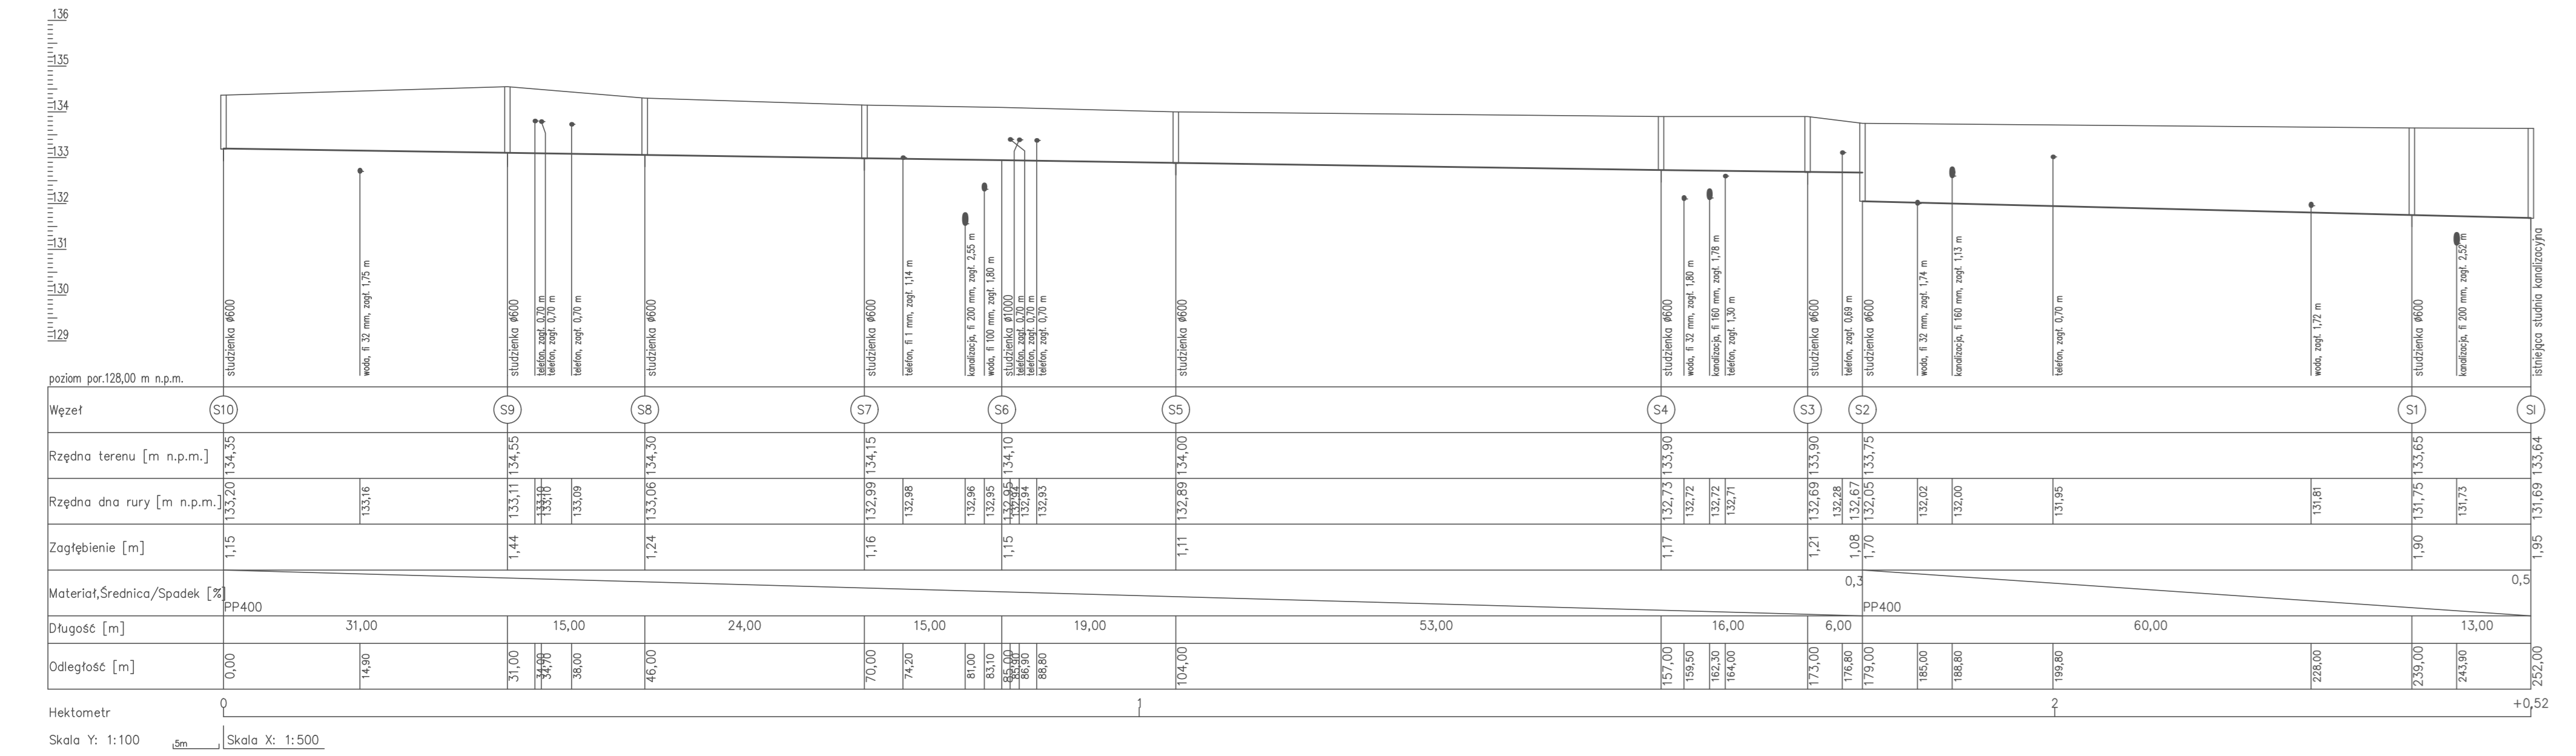 136
135
134
133
132
131
130
129
poziom por.128,00 m n.p.m.
studzienka Ø600
woda, fi 32 mm, zagł. 1,75 m
studzienka Ø600
telefon, zagł. 0,70 m
telefon, zagł. 0,70 m
telefon, zagł. 0,70 m
studzienka Ø600
studzienka Ø600
telefon, fi 1 mm, zagł. 1,14 m
kanalizacja, fi 200 mm, zagł. 2,55 m
woda, fi 100 mm, zagł. 1,80 m
studzienka Ø1000
telefon, zagł. 0,70 m
telefon, zagł. 0,70 m
telefon, zagł. 0,70 m
studzienka Ø600
studzienka Ø600
woda, fi 32 mm, zagł. 1,80 m
kanalizacja, fi 160 mm, zagł. 1,78 m
telefon, zagł. 1,30 m
studzienka Ø600
telefon, zagł. 0,69 m
studzienka Ø600
woda, fi 32 mm, zagł. 1,74 m
kanalizacja, fi 160 mm, zagł. 1,13 m
telefon, zagł. 0,70 m
woda, zagł. 1,72 m
studzienka Ø600
kanalizacja, fi 200 mm, zagł. 2,52 m
istniejąca studnia kanalizacyjna
Węzeł S10 S9 S8 S7 S6 S5 S4 S3 S2 S1 SI
Rzędna terenu [m n.p.m.] 134,35 134,55 134,30 134,15 134,10 134,00 133,90 133,90 133,75 133,65 133,64
Rzędna dna rury [m n.p.m.] 133,20 133,16 133,11 133,10 133,10 133,09 133,06 132,99 132,98 132,96 132,95 132,95 132,94 132,94 132,93 132,89 132,73 132,72 132,72 132,71 132,69 132,28 132,67 132,05 132,02 132,00 131,95 131,81 131,75 131,73 131,69
Zagłębienie [m] 1,15 1,44 1,24 1,16 1,15 1,11 1,17 1,21 1,08 1,70 1,90 1,95
Materiał,Średnica/Spadek [%] PP400 0,3 PP400 0,5
Długość [m] 31,00 15,00 24,00 15,00 19,00 53,00 16,00 6,00 60,00 13,00
Odległość [m] 0,00 14,90 31,00 34,00 34,70 38,00 46,00 70,00 74,20 81,00 83,10 85,00 85,90 86,90 88,80 104,00 157,00 159,50 162,30 164,00 173,00 176,80 179,00 185,00 188,80 199,80 228,00 239,00 243,90 252,00
Hektometr 0 1 2 +0,52
Skala Y: 1:100 5m Skala X: 1:500